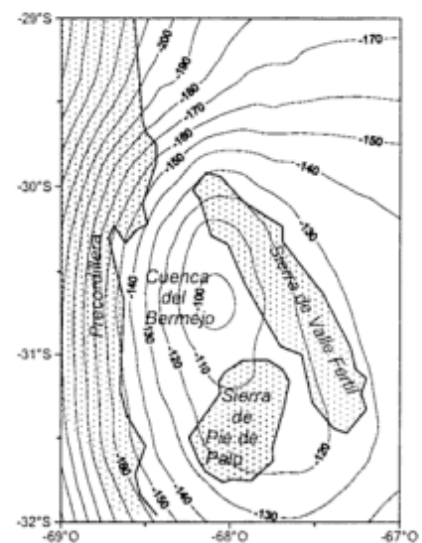 -29°S
-200
-190
-180
-170
-170
-160
-150
-150
-140
-30°S
-130
Precordillera
-140
Cuenca
del
Bermejo
-100
Sierra de Valle Fertil
-130
-120
-110
-31°S
Sierra
de
Pie de
Palo
-120
-160
-150
-140
-130
-32°S
-69°O
-68°O
-67°O